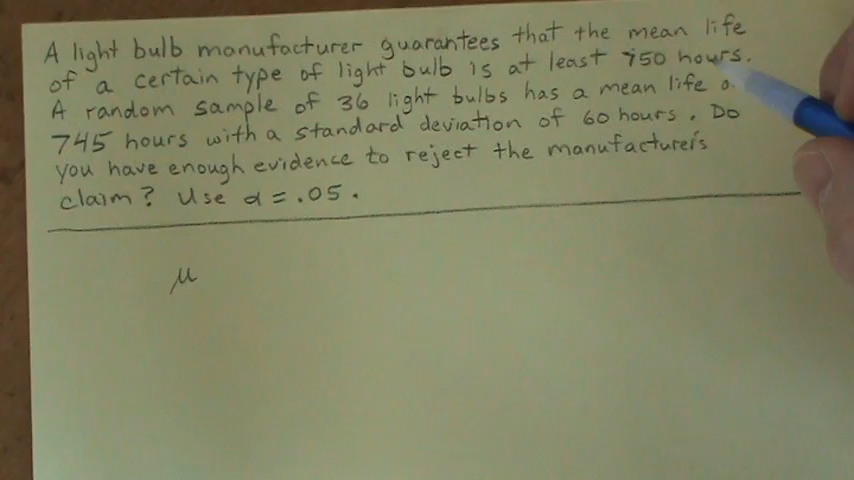 A light bulb manufacturer guarantees that the mean life
of a certain type of light bulb is at least 750 hours.
A random sample of 36 light bulbs has a mean life
745 hours with a standard deviation of 60 hours. Do
you have enough evidence to reject the manufacturer's
claim? Use α = .05.
μ